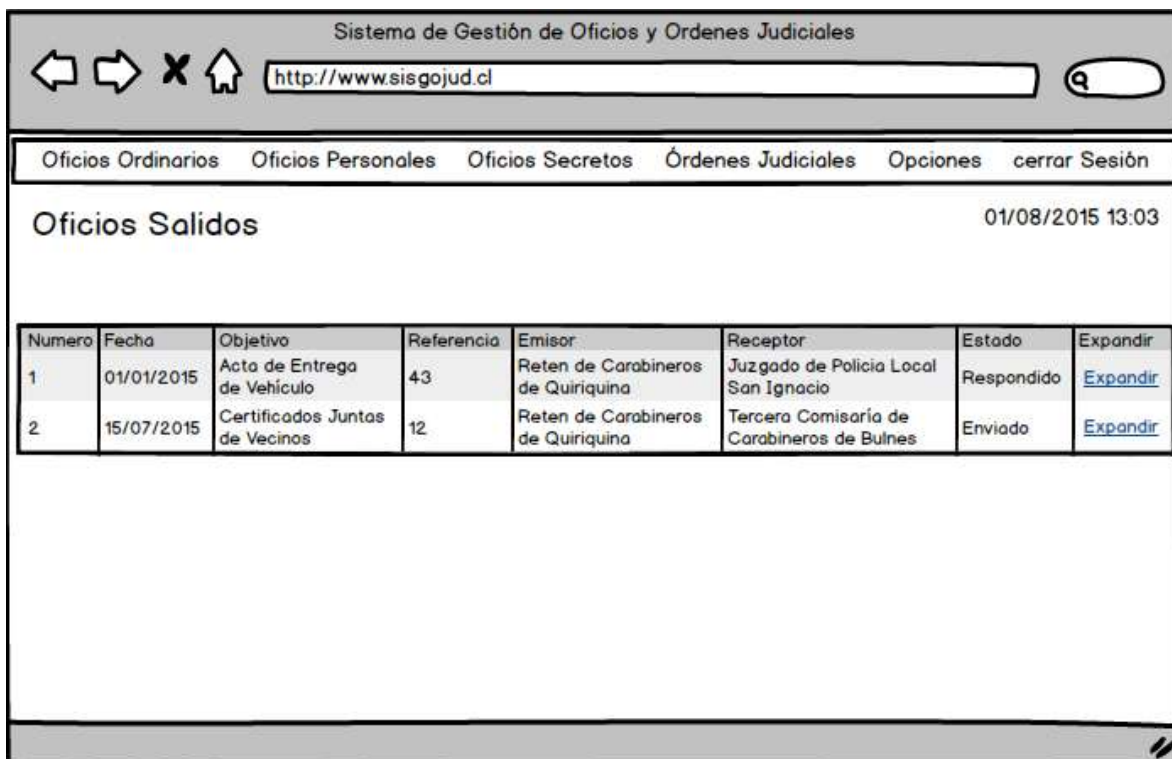 Sistema de Gestión de Oficios y Ordenes Judiciales
http://www.sisgojud.cl
Oficios Ordinarios Oficios Personales Oficios Secretos Órdenes Judiciales Opciones cerrar Sesión
Oficios Salidos
01/08/2015 13:03
Numero Fecha Objetivo Referencia Emisor Receptor Estado Expandir
1 01/01/2015 Acta de Entrega de Vehículo 43 Reten de Carabineros de Quiriquina Juzgado de Policia Local San Ignacio Respondido Expandir
2 15/07/2015 Certificados Juntas de Vecinos 12 Reten de Carabineros de Quiriquina Tercera Comisaría de Carabineros de Bulnes Enviado Expandir